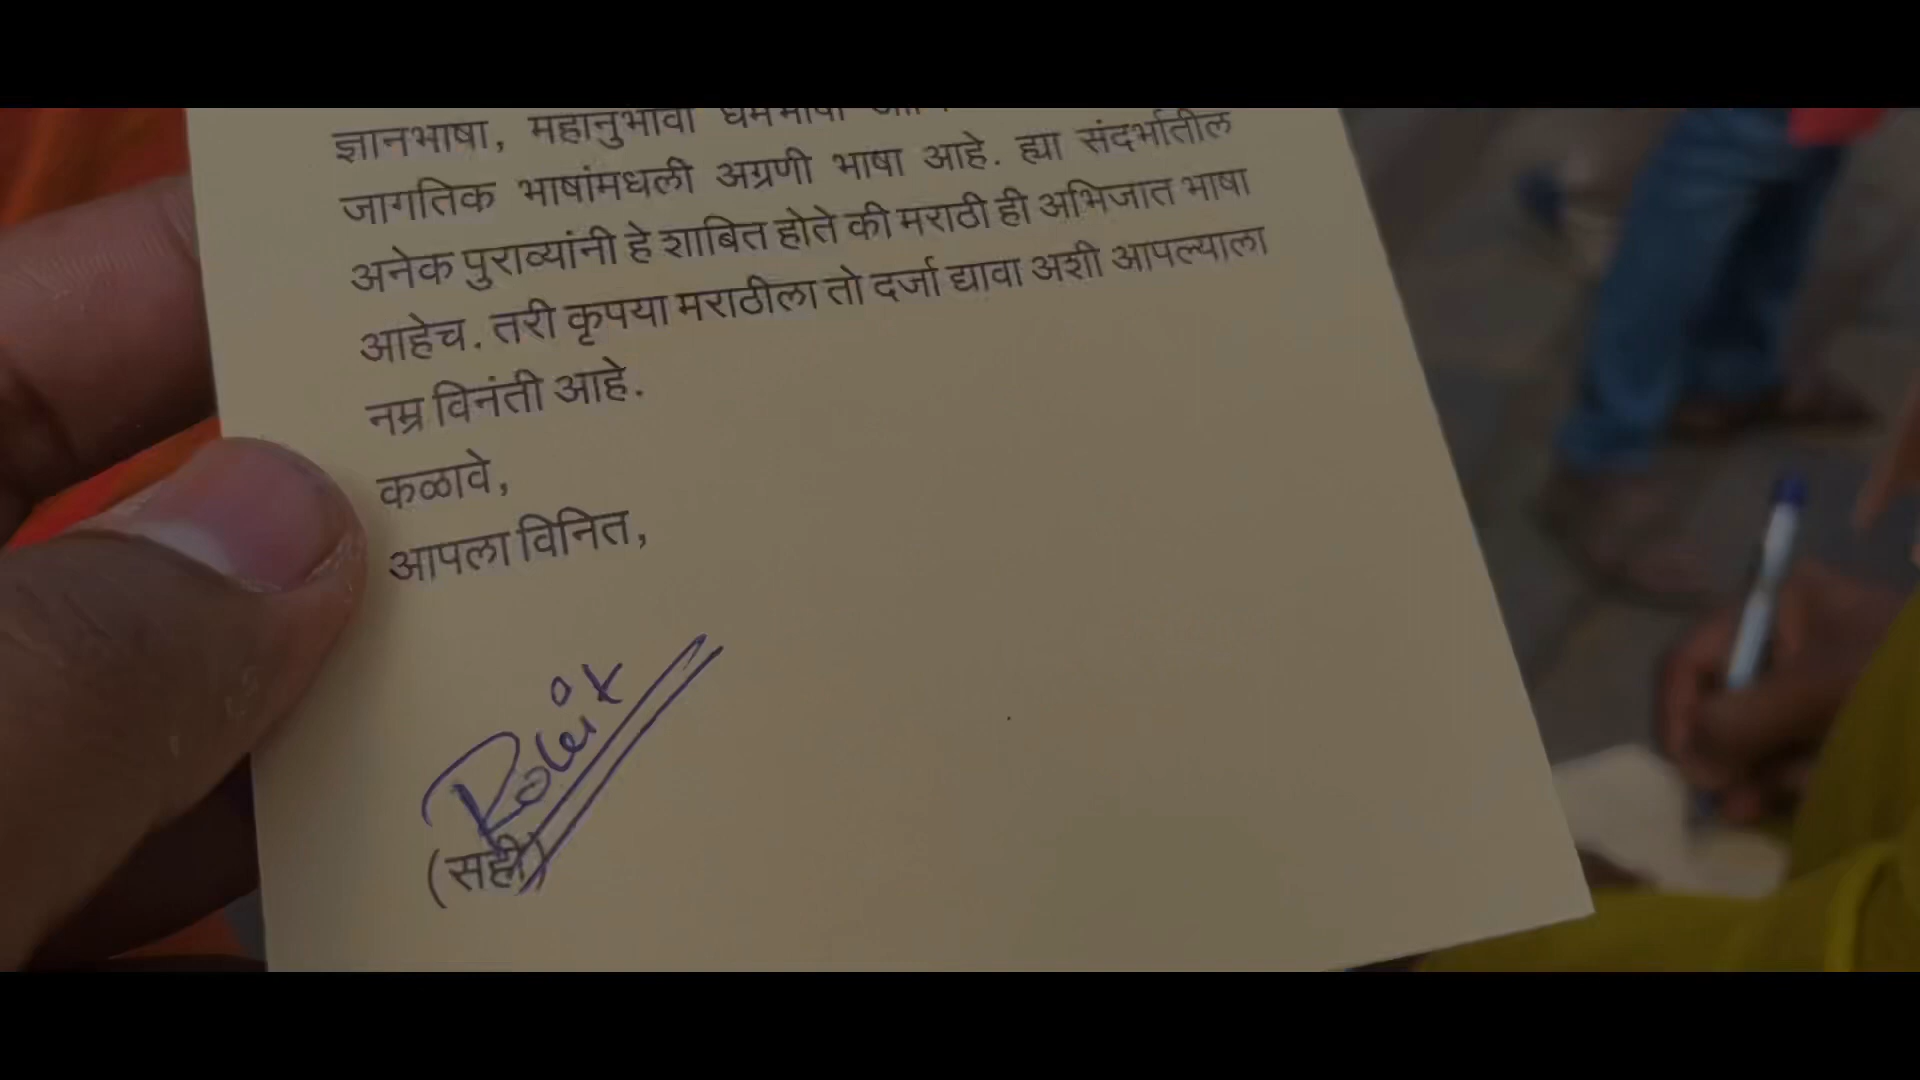 ज्ञानभाषा, महानुभावा
जागतिक भाषांमधली अग्रणी भाषा आहे. ह्या संदर्भातील
अनेक पुराव्यांनी हे शाबित होते की मराठी ही अभिजात भाषा
आहेच. तरी कृपया मराठीला तो दर्जा द्यावा अशी आपल्याला
नम्र विनंती आहे.
कळावे,
आपला विनित,
(सही)